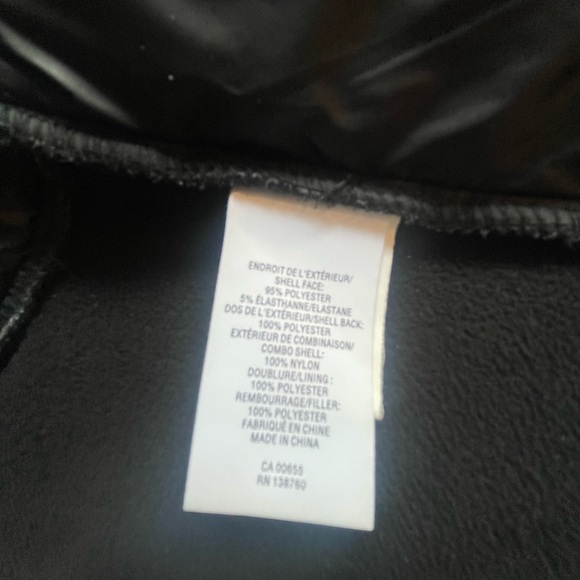 ENDROIT DE L'EXTÉRIEUR/
SHELL FACE:
95% POLYESTER
5% ÉLASTHANNE/ELASTANE
DOS DE L'EXTÉRIEUR/SHELL BACK:
100% POLYESTER
EXTÉRIEUR DE COMBINAISON/
COMBO SHELL:
100% NYLON
DOUBLURE/LINING :
100% POLYESTER
REMBOURRAGE/FILLER:
100% POLYESTER
FABRIQUÉ EN CHINE
MADE IN CHINA
CA 00655
RN 138760